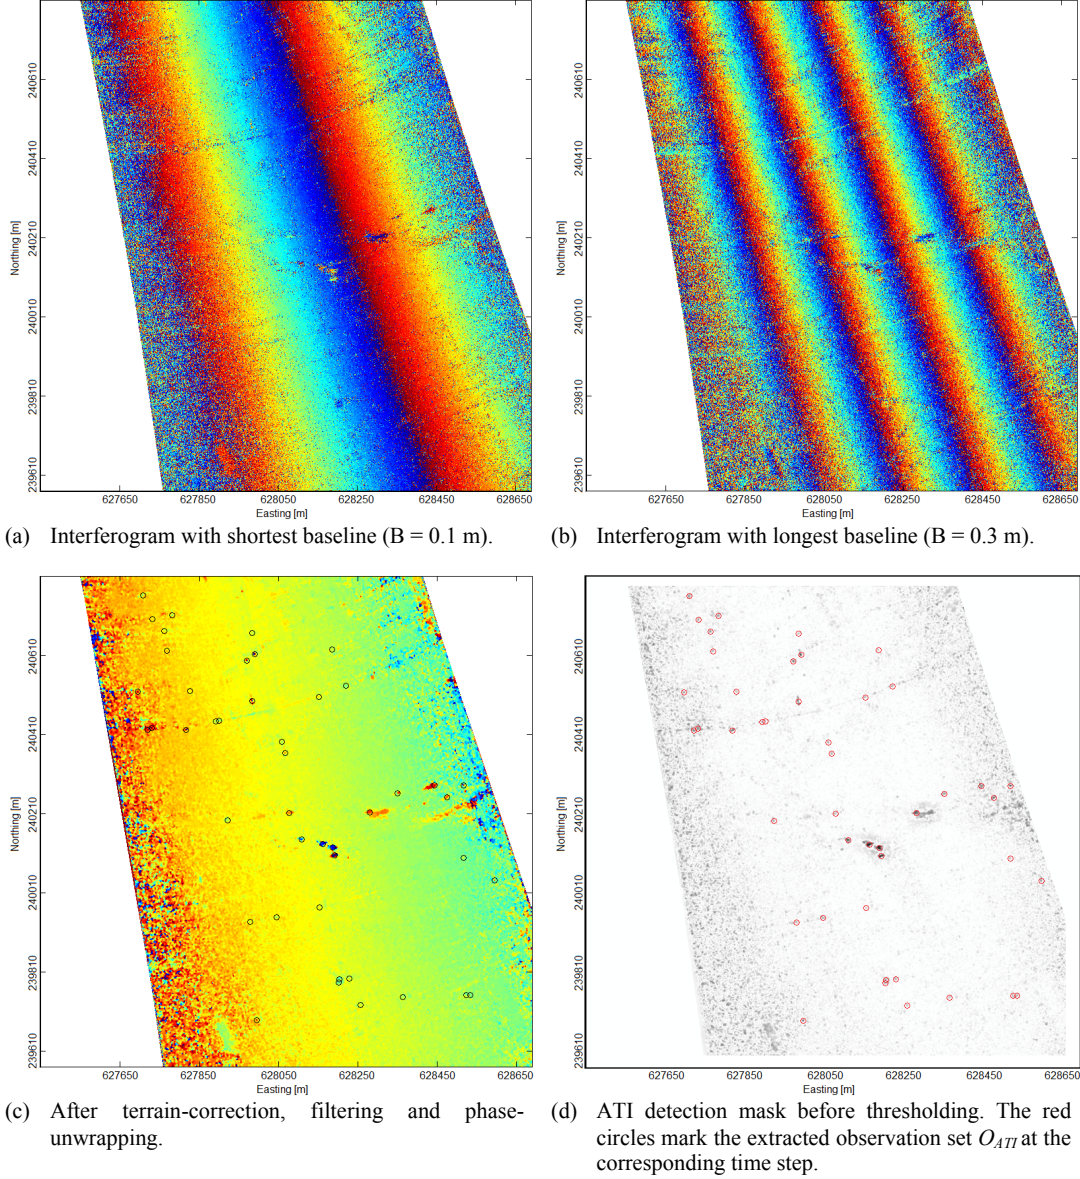 240610
240410
240210
240010
239810
239610
Northing [m]
627650 627850 628050 628250 628450 628650
Easting [m]
240610
240410
240210
240010
239810
239610
Northing [m]
627650 627850 628050 628250 628450 628650
Easting [m]
(a) Interferogram with shortest baseline (B = 0.1 m).
(b) Interferogram with longest baseline (B = 0.3 m).
240610
240410
240210
240010
239810
239610
Northing [m]
627650 627850 628050 628250 628450 628650
Easting [m]
240610
240410
240210
240010
239810
239610
Northing [m]
627650 627850 628050 628250 628450 628650
Easting [m]
(c) After terrain-correction, filtering and phase-
unwrapping.
(d) ATI detection mask before thresholding. The red
circles mark the extracted observation set O_ATI at the
corresponding time step.